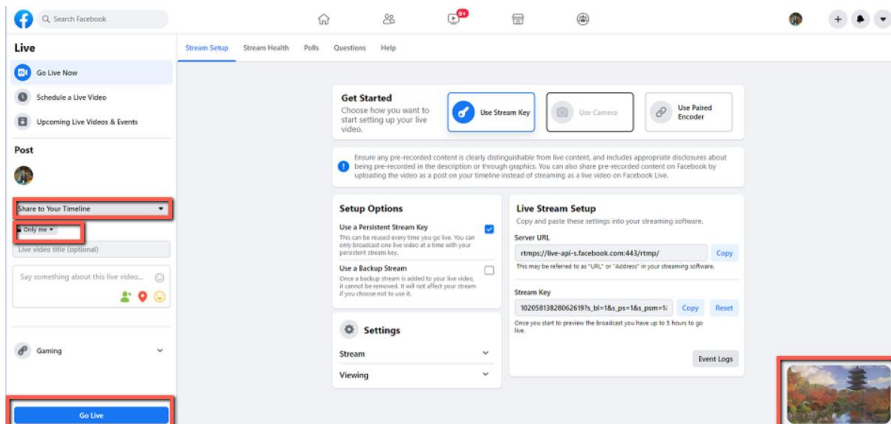 Search Facebook
9+
Live
Go Live Now
Schedule a Live Video
Upcoming Live Videos & Events
Post
Share to Your Timeline
Only me
Live video title (optional)
Say something about this live video...
Gaming
Go Live
Stream Setup Stream Health Polls Questions Help
Get Started
Choose how you want to
start setting up your live
video.
Use Stream Key
Use Camera
Use Paired
Encoder
Ensure any pre-recorded content is clearly distinguishable from live content, and includes appropriate disclosures about
being pre-recorded in the description or through graphics. You can also share pre-recorded content on Facebook by
uploading the video as a post on your timeline instead of streaming as a live video on Facebook Live.
Setup Options
Use a Persistent Stream Key
This can be reused every time you go live. You can
only broadcast one live video at a time with your
persistent stream key.
Use a Backup Stream
Once a backup stream is added to your live video,
it cannot be removed. It will not affect your stream
if you choose not to use it.
Settings
Stream
Viewing
Live Stream Setup
Copy and paste these settings into your streaming software.
Server URL
rtmps://live-api-s.facebook.com:443/rtmp/
Copy
This may be referred to as "URL" or "Address" in your streaming software.
Stream Key
10205813828062619?s_bl=1&s_ps=1&s_psm=1&
Copy Reset
Once you start to preview the broadcast you have up to 5 hours to go
live.
Event Logs